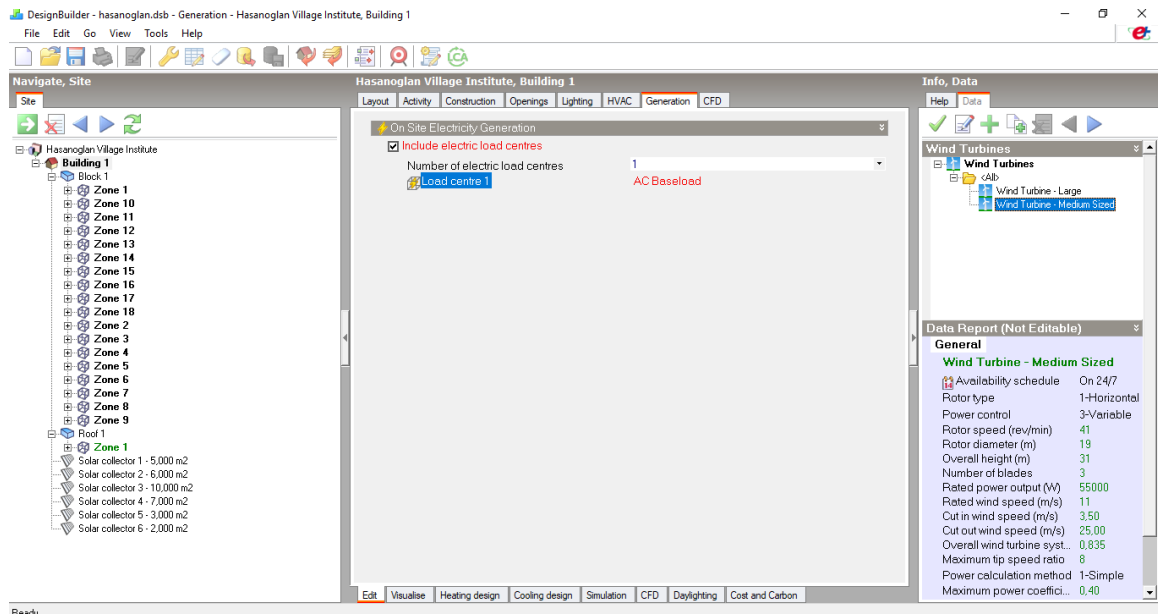 DesignBuilder - hasanoglan.dsb - Generation - Hasanoglan Village Institute, Building 1
File Edit Go View Tools Help
Navigate, Site
Site
Hasanoglan Village Institute
Building 1
Block 1
Zone 1
Zone 10
Zone 11
Zone 12
Zone 13
Zone 14
Zone 15
Zone 16
Zone 17
Zone 18
Zone 2
Zone 3
Zone 4
Zone 5
Zone 6
Zone 7
Zone 8
Zone 9
Roof 1
Zone 1
Solar collector 1 - 5,000 m2
Solar collector 2 - 6,000 m2
Solar collector 3 - 10,000 m2
Solar collector 4 - 7,000 m2
Solar collector 5 - 3,000 m2
Solar collector 6 - 2,000 m2
Hasanoglan Village Institute, Building 1
Layout Activity Construction Openings Lighting HVAC Generation CFD
On Site Electricity Generation
Include electric load centres
Number of electric load centres 1
Load centre 1 AC Baseload
Edit Visualise Heating design Cooling design Simulation CFD Daylighting Cost and Carbon
Info, Data
Help Data
Wind Turbines
Wind Turbines
<All>
Wind Turbine - Large
Wind Turbine - Medium Sized
Data Report (Not Editable)
General
Wind Turbine - Medium Sized
Availability schedule On 24/7
Rotor type 1-Horizontal
Power control 3-Variable
Rotor speed (rev/min) 41
Rotor diameter (m) 19
Overall height (m) 31
Number of blades 3
Rated power output (W) 55000
Rated wind speed (m/s) 11
Cut in wind speed (m/s) 3,50
Cut out wind speed (m/s) 25,00
Overall wind turbine syst... 0,835
Maximum tip speed ratio 8
Power calculation method 1-Simple
Maximum power coeffici... 0,40
Ready